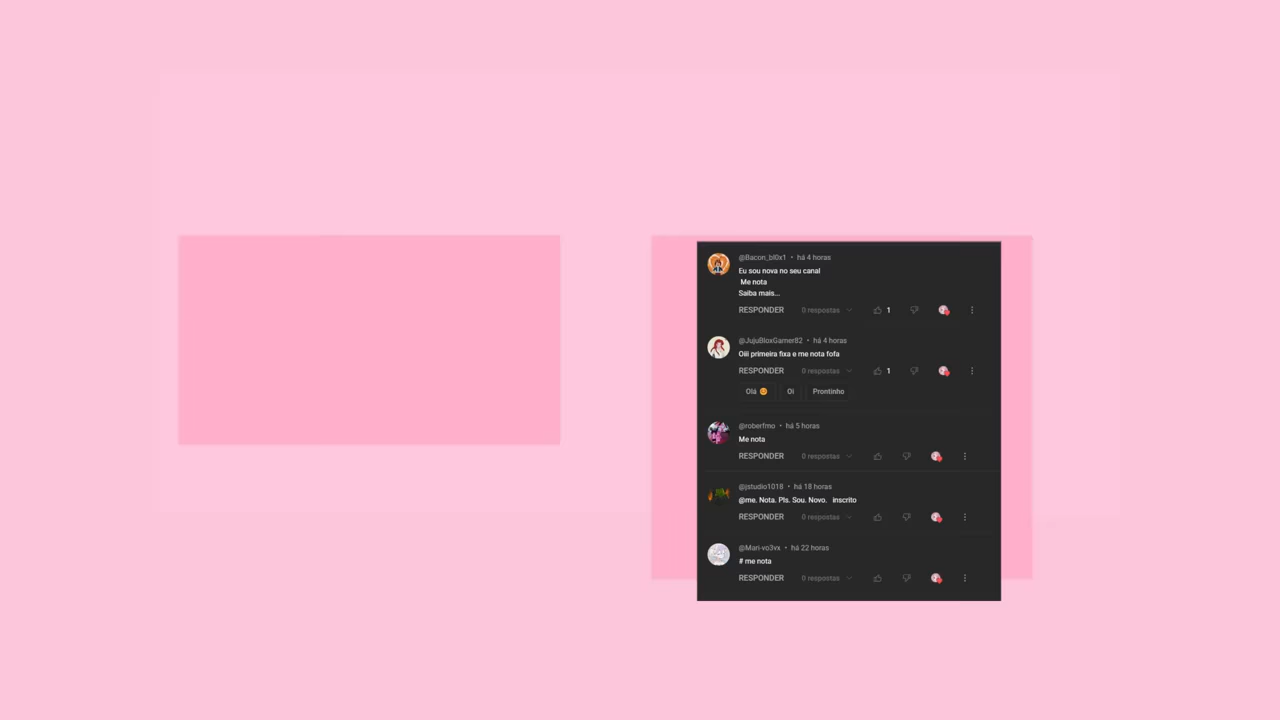 @Bacon_bl0x1 • há 4 horas
Eu sou nova no seu canal
Me nota
Saiba mais...
RESPONDER 0 respostas 1
@JujuBloxGamer82 • há 4 horas
Oiii primeira fixa e me nota fofa
RESPONDER 0 respostas 1
Olá 😊 Oi Prontinho
@roberfmo • há 5 horas
Me nota
RESPONDER 0 respostas
@jstudio1018 • há 18 horas
@me. Nota. Pls. Sou. Novo. inscrito
RESPONDER 0 respostas
@Mari-vo3vx • há 22 horas
# me nota
RESPONDER 0 respostas